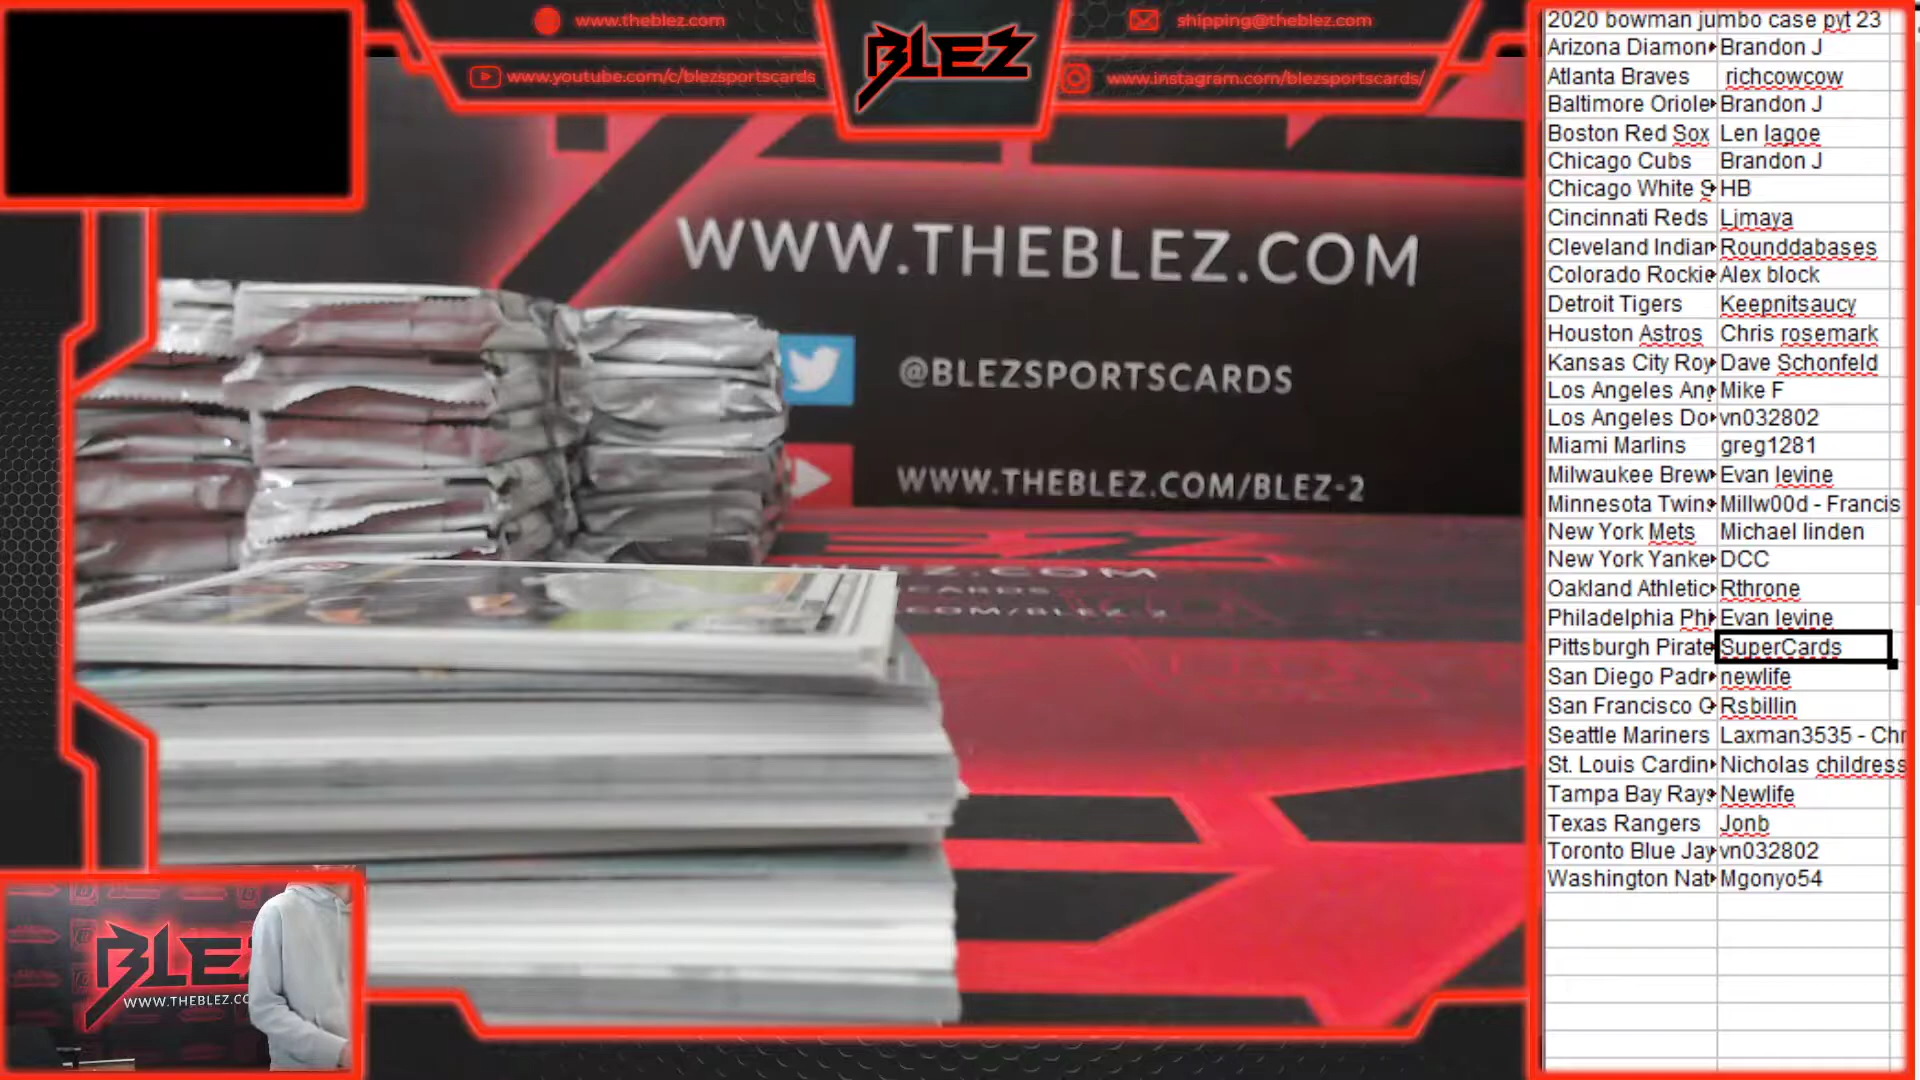 www.theblez.com
www.youtube.com/c/blezsportscards
BLEZ
shipping@theblez.com
www.instagram.com/blezsportscards/
WWW.THEBLEZ.COM
@BLEZSPORTSCARDS
WWW.THEBLEZ.COM/BLEZ-2
BLEZ
WWW.THEBLEZ.CO
2020 bowman jumbo case pyt 23
Arizona Diamon Brandon J
Atlanta Braves richcowcow
Baltimore Oriole Brandon J
Boston Red Sox Len lagoe
Chicago Cubs Brandon J
Chicago White S HB
Cincinnati Reds Ljmaya
Cleveland Indian Rounddabases
Colorado Rockie Alex block
Detroit Tigers Keepnitsaucy
Houston Astros Chris rosemark
Kansas City Roy Dave Schonfeld
Los Angeles Ang Mike F
Los Angeles Do vn032802
Miami Marlins greg1281
Milwaukee Brew Evan levine
Minnesota Twins Millw00d - Francis
New York Mets Michael linden
New York Yanke DCC
Oakland Athletic Rthrone
Philadelphia Phi Evan levine
Pittsburgh Pirate SuperCards
San Diego Padr newlife
San Francisco G Rsbillin
Seattle Mariners Laxman3535 - Chr
St. Louis Cardin Nicholas childress
Tampa Bay Rays Newlife
Texas Rangers Jonb
Toronto Blue Jay vn032802
Washington Nat Mgonyo54